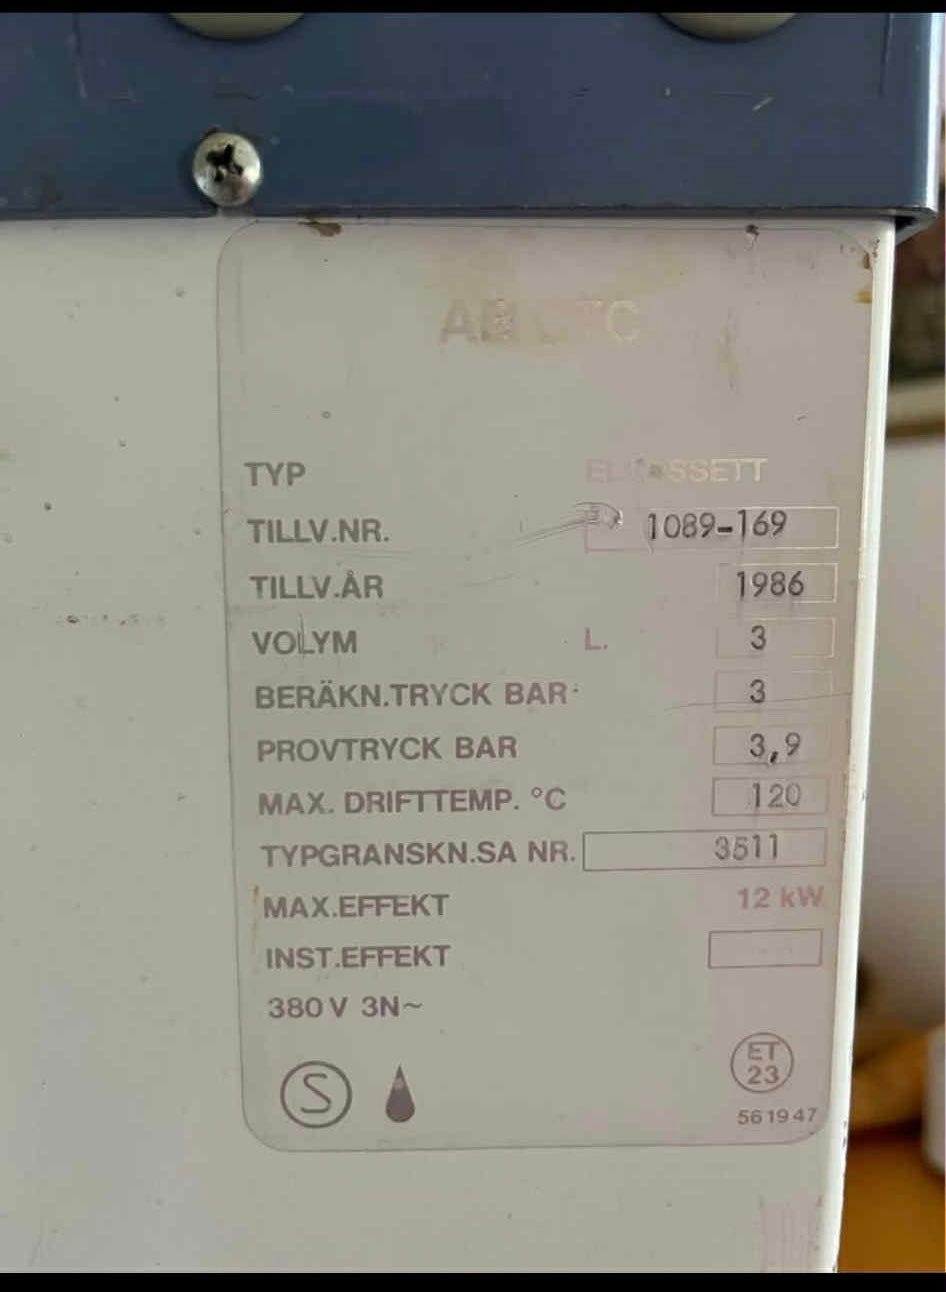 TYP
TILLV.NR. 1089-169
TILLV.ÅR 1986
VOLYM L. 3
BERÄKN.TRYCK BAR 3
PROVTRYCK BAR 3,9
MAX. DRIFTTEMP. °C 120
TYPGRANSKN.SA NR. 3511
MAX.EFFEKT 12 kW
INST.EFFEKT
380 V 3N~
S
ET
23
561947